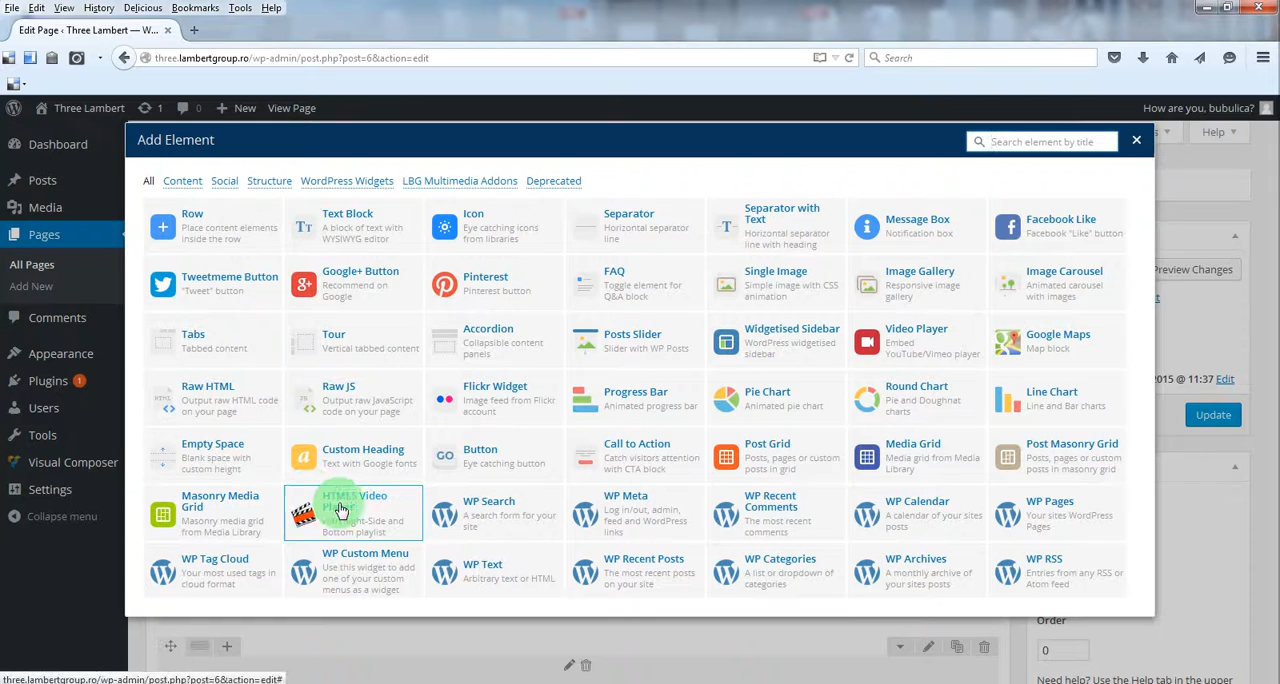 File Edit View History Delicious Bookmarks Tools Help
Edit Page ‹ Three Lambert — W...
three.lambertgroup.ro/wp-admin/post.php?post=6&action=edit
Search
Three Lambert 1 0 New View Page
How are you, bubulica?
Add Element
Search element by title
Help
Dashboard
Posts
Media
Pages
All Pages
Add New
Comments
Appearance
Plugins 1
Users
Tools
Visual Composer
Settings
Collapse menu
All Content Social Structure WordPress Widgets LBG Multimedia Addons Deprecated
Row
Place content elements
inside the row
Text Block
A block of text with
WYSIWYG editor
Icon
Eye catching icons
from libraries
Separator
Horizontal separator
line
Separator with
Text
Horizontal separator
line with heading
Message Box
Notification box
Facebook Like
Facebook "Like" button
Tweetmeme Button
"Tweet" button
Google+ Button
Recommend on
Google
Pinterest
Pinterest button
FAQ
Toggle element for
Q&A block
Single Image
Simple image with CSS
animation
Image Gallery
Responsive image
gallery
Image Carousel
Animated carousel
with images
Tabs
Tabbed content
Tour
Vertical tabbed content
Accordion
Collapsible content
panels
Posts Slider
Slider with WP Posts
Widgetised Sidebar
WordPress widgetised
sidebar
Video Player
Embed
YouTube/Vimeo player
Google Maps
Map block
Raw HTML
Output raw HTML code
on your page
Raw JS
Output raw JavaScript
code on your page
Flickr Widget
Image feed from Flickr
account
Progress Bar
Animated progress bar
Pie Chart
Animated pie chart
Round Chart
Pie and Doughnat
charts
Line Chart
Line and Bar charts
Empty Space
Blank space with
custom height
Custom Heading
Text with Google fonts
Button
Eye catching button
Call to Action
Catch visitors attention
with CTA block
Post Grid
Posts, pages or custom
posts in grid
Media Grid
Media grid from Media
Library
Post Masonry Grid
Posts, pages or custom
posts in masonry grid
Masonry Media
Grid
Masonry media grid
from Media Library
HTML5 Video
Right-Side and
Bottom playlist
WP Search
A search form for your
site
WP Meta
Log in/out, admin,
feed and WordPress
links
WP Recent
Comments
The most recent
comments
WP Calendar
A calendar of your sites
posts
WP Pages
Your sites WordPress
Pages
WP Tag Cloud
Your most used tags in
cloud format
WP Custom Menu
Use this widget to add
one of your custom
menus as a widget
WP Text
Arbitrary text or HTML
WP Recent Posts
The most recent posts
on your site
WP Categories
A list or dropdown of
categories
WP Archives
A monthly archive of
your sites posts
WP RSS
Entries from any RSS or
Atom feed
Preview Changes
2015 @ 11:37 Edit
Update
Order
0
Need help? Use the Help tab in the upper
three.lambertgroup.ro/wp-admin/post.php?post=6&action=edit#